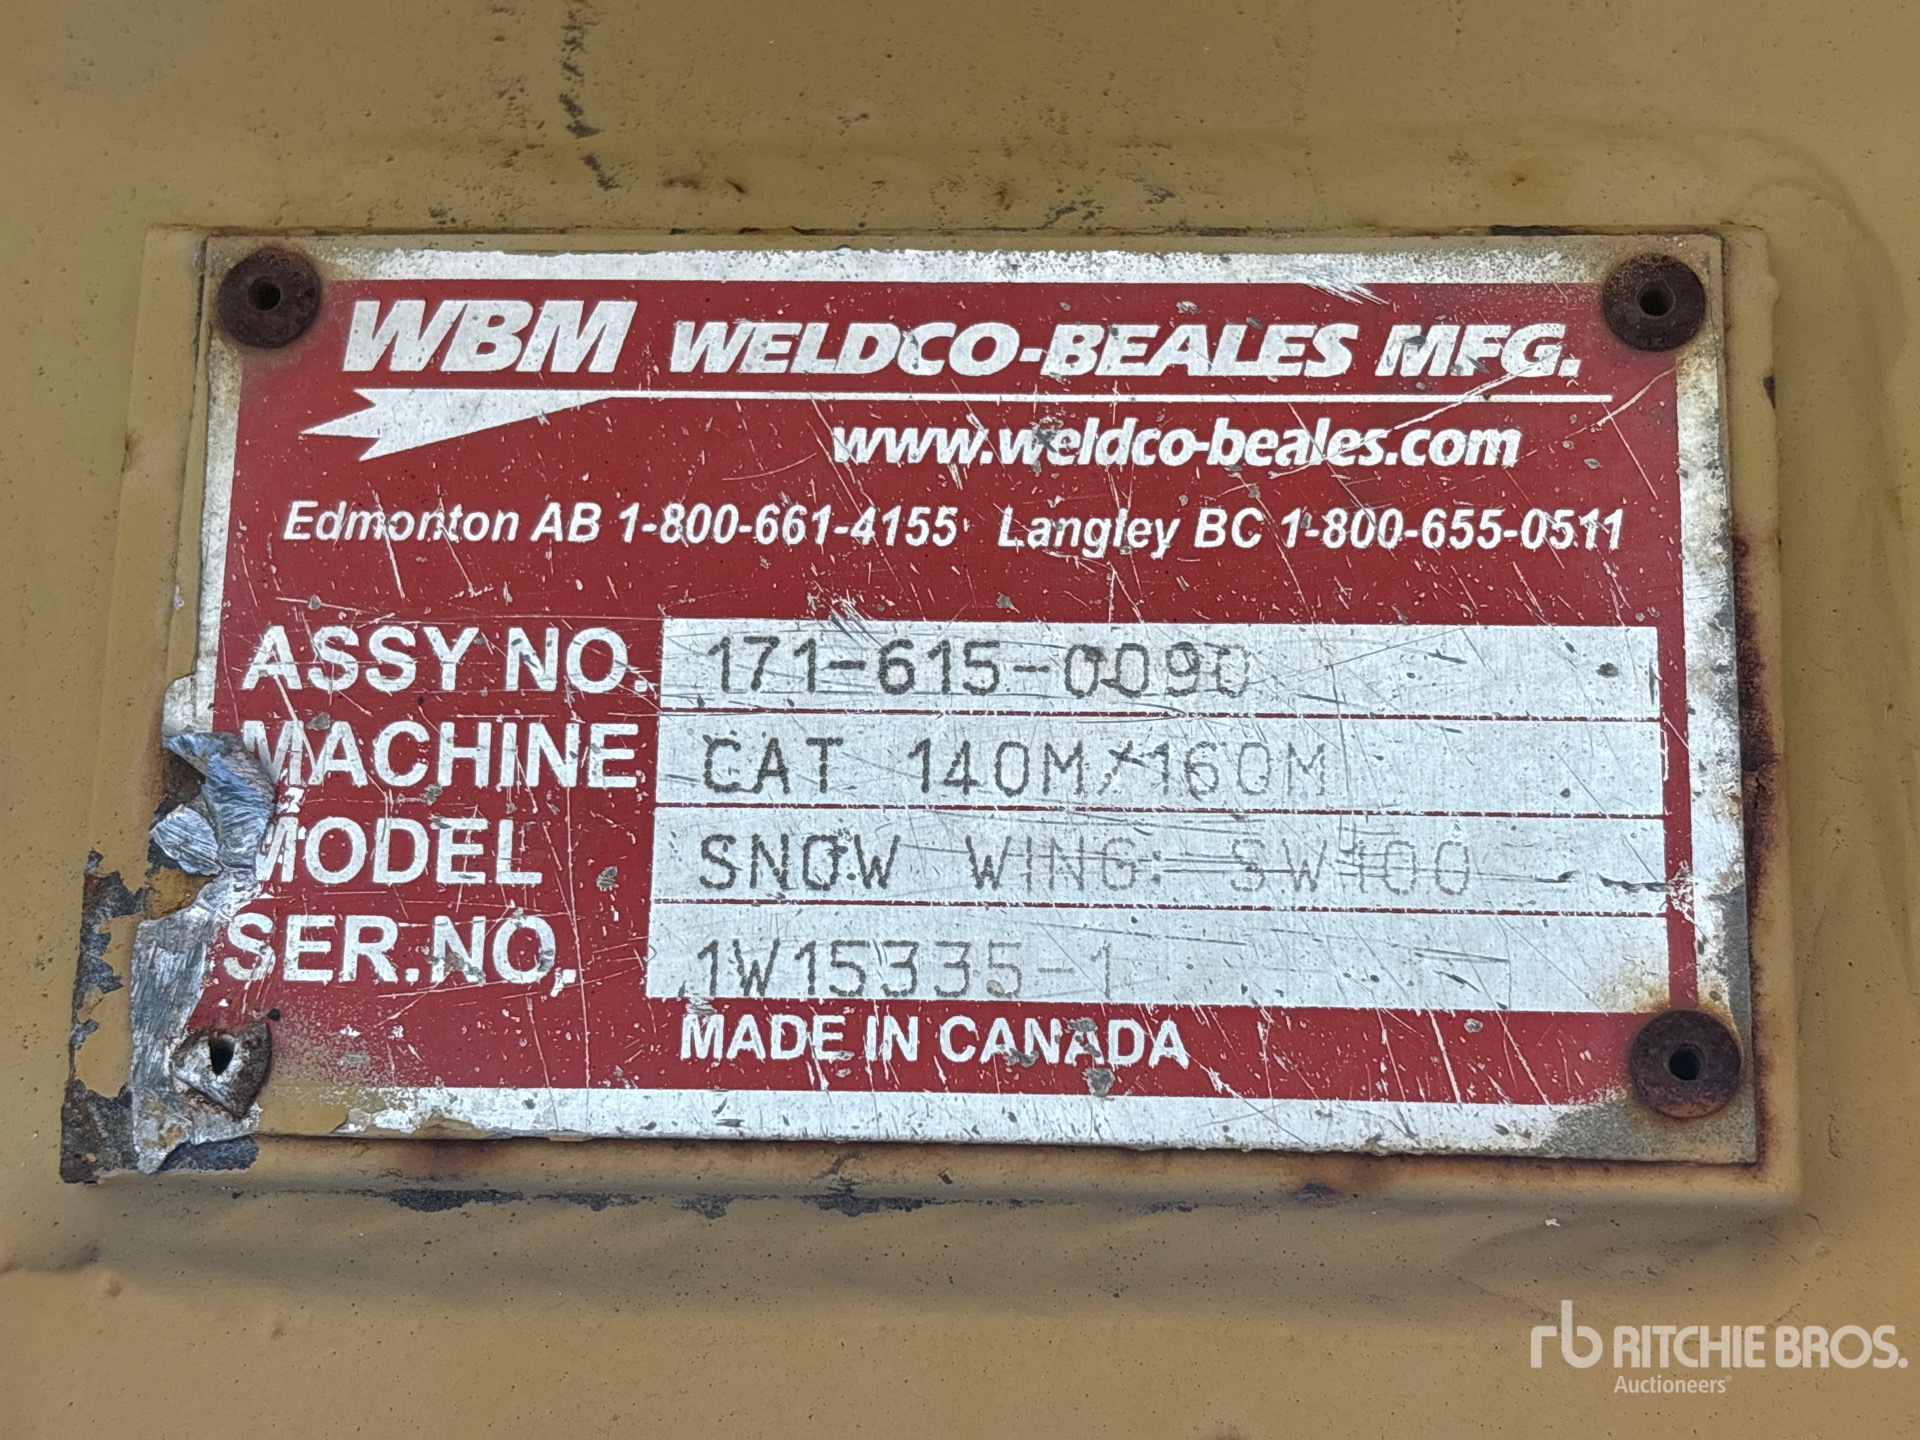 WBM WELDCO-BEALES MFG.
www.weldco-beales.com
Edmonton AB 1-800-661-4155 Langley BC 1-800-655-0511
ASSY NO. 171-615-0090
MACHINE CAT 140M/160M
MODEL SNOW WING: SW100
SER.NO. 1W15335-1
MADE IN CANADA
rb RITCHIE BROS.
Auctioneers